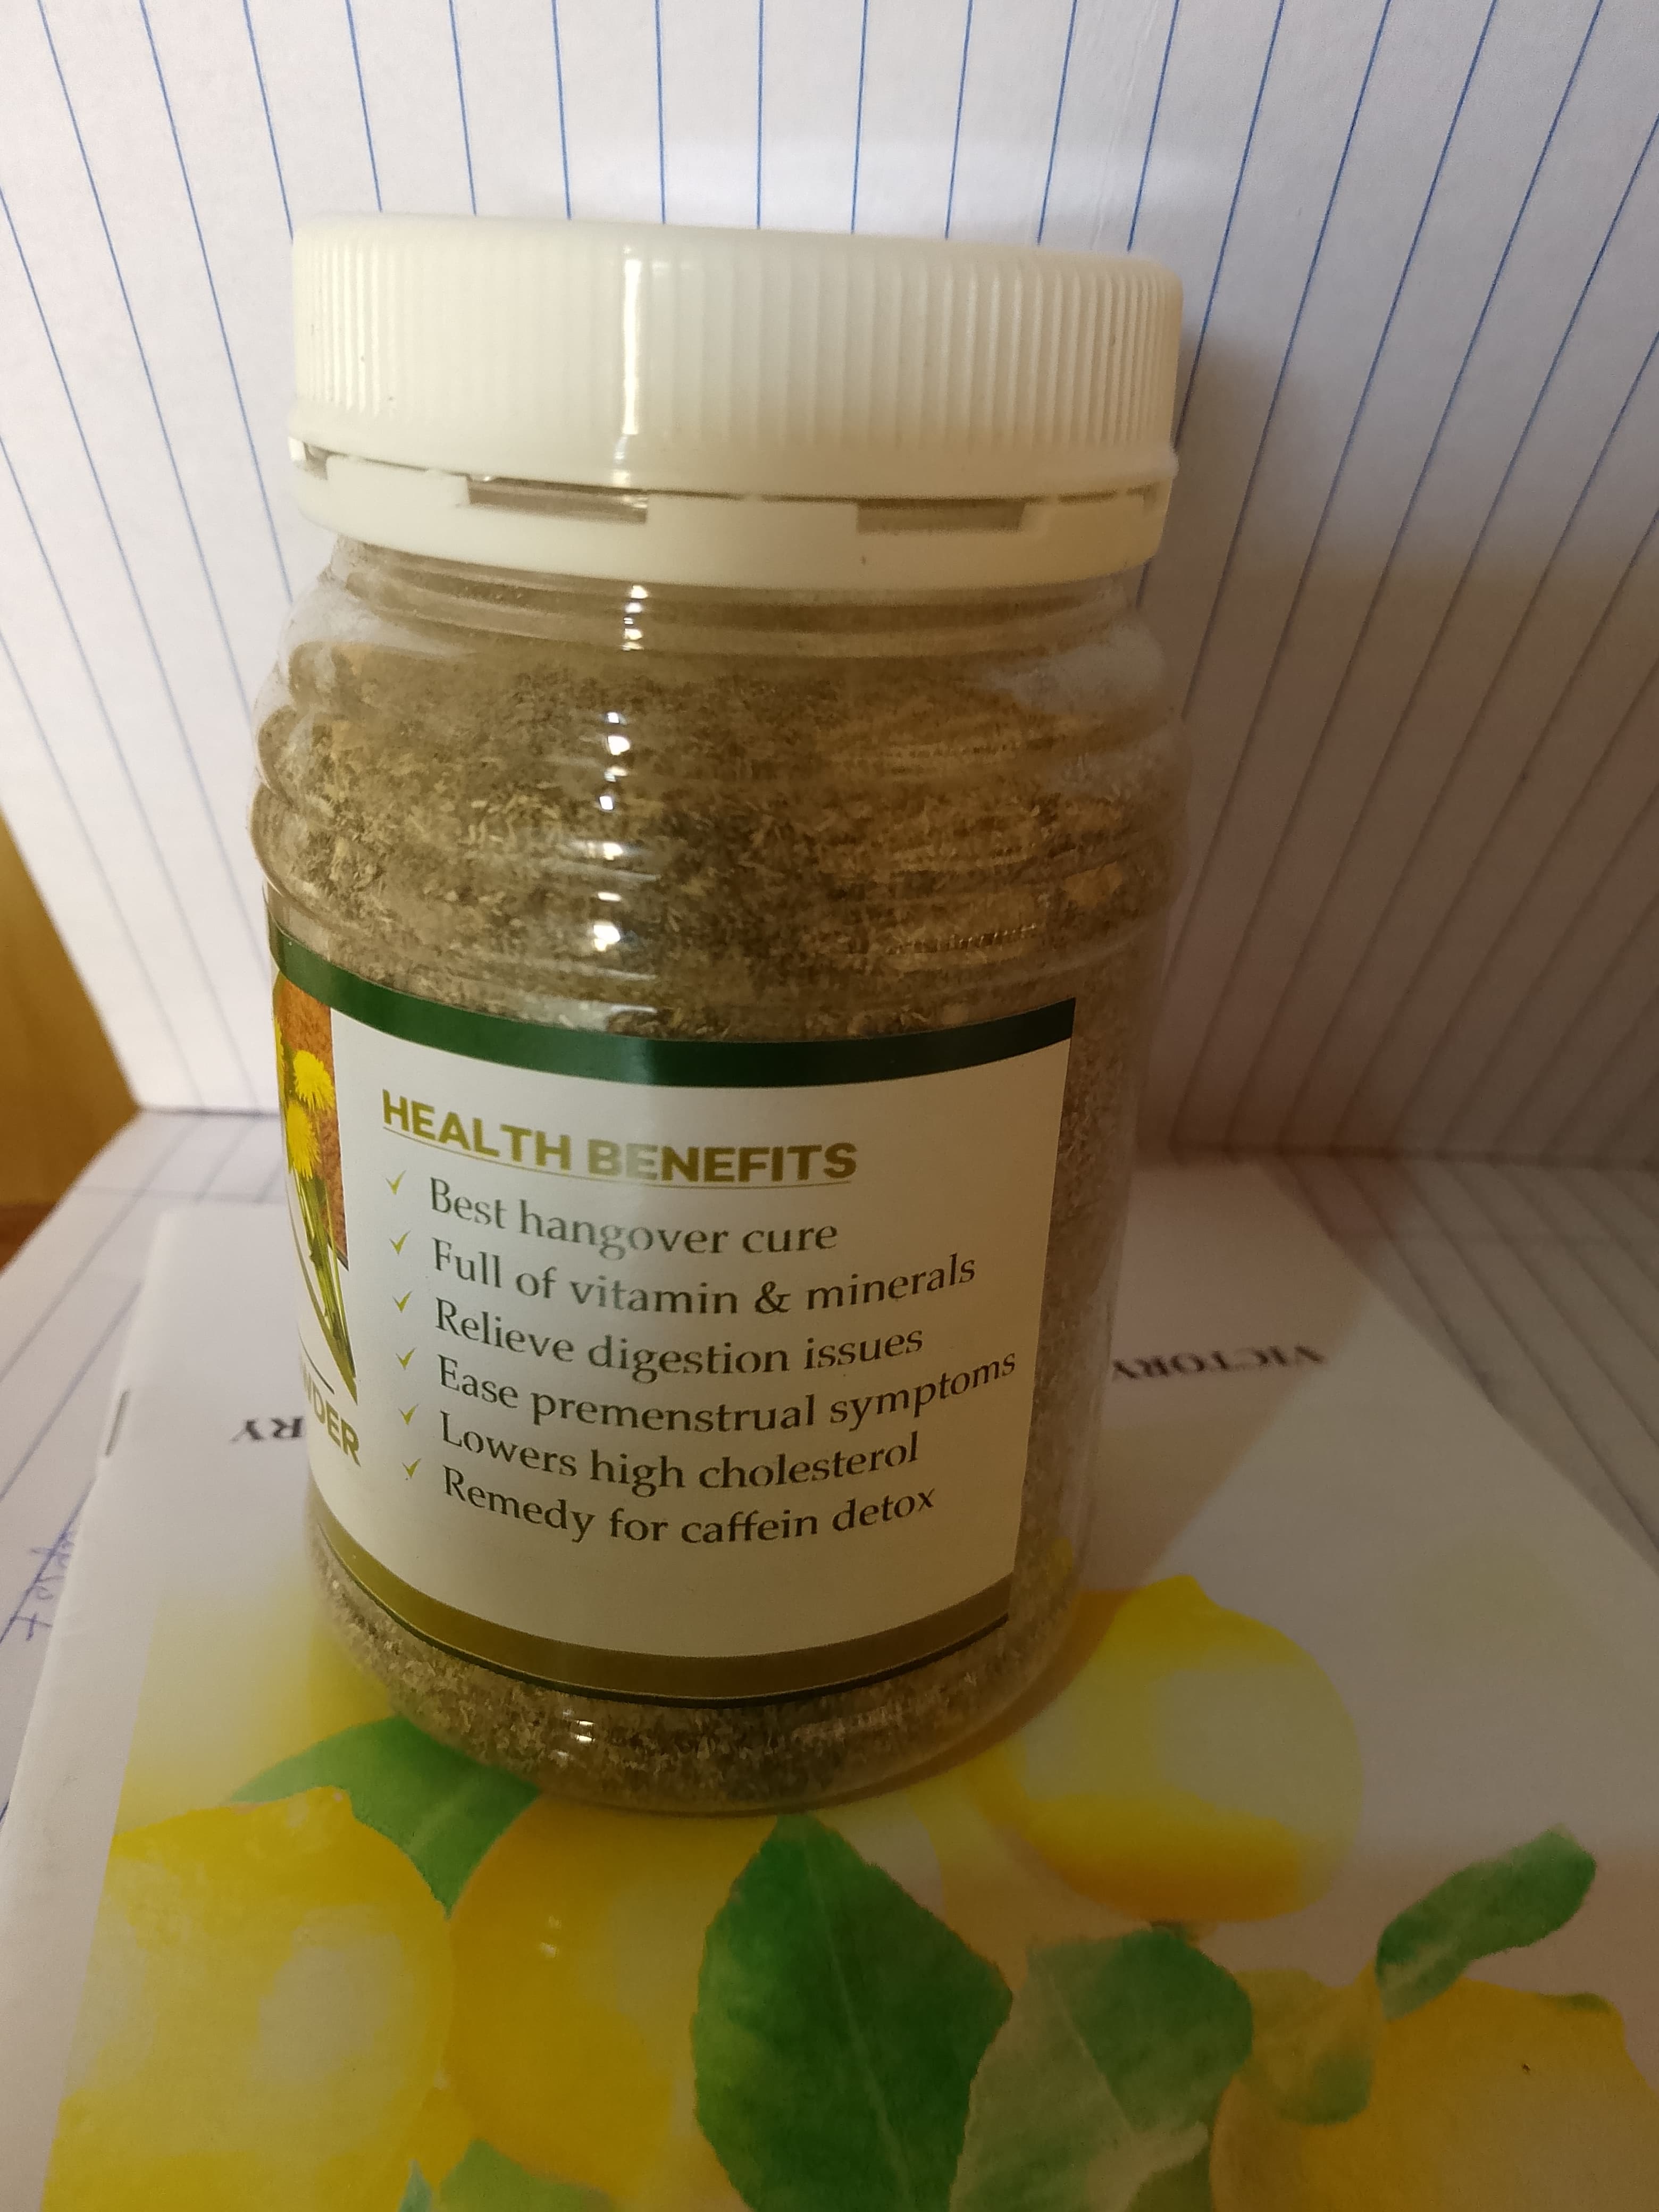 HEALTH BENEFITS
Best hangover cure
Full of vitamin & minerals
Relieve digestion issues
Ease premenstrual symptoms
Lowers high cholesterol
Remedy for caffein detox
VICTORY